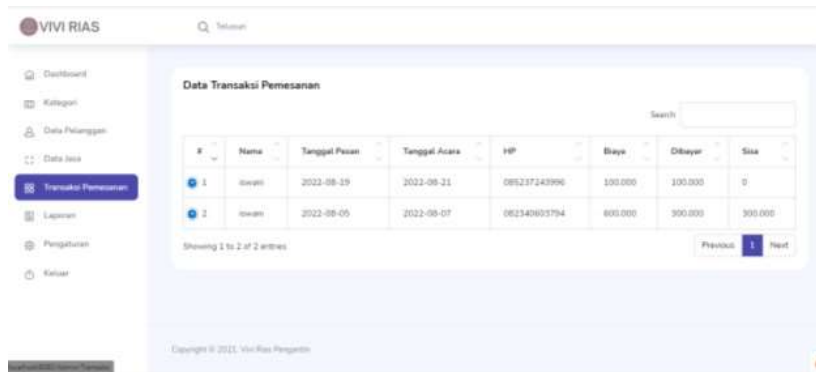 VIVI RIAS
Telusuri
Dashboard
Kategori
Data Pelanggan
Data Jasa
Transaksi Pemesanan
Laporan
Pengaturan
Keluar
Data Transaksi Pemesanan
Search
# Nama Tanggal Pesan Tanggal Acara HP Biaya Dibayar Sisa
1 iswani 2022-08-19 2022-08-21 085237243996 100.000 100.000 0
2 iswani 2022-08-05 2022-08-07 082340603794 600.000 300.000 300.000
Showing 1 to 2 of 2 entries
Previous 1 Next
Copyright © 2021. Vivi Rias Pengantin